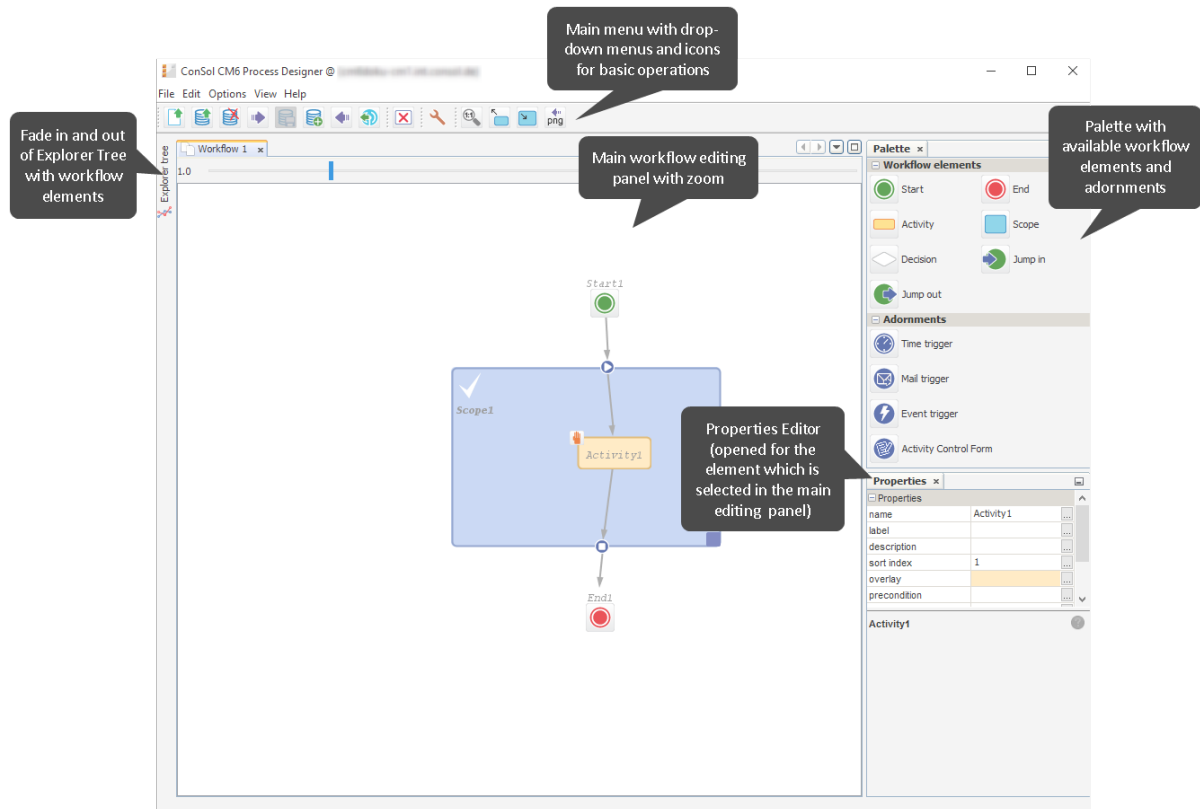 Main menu with drop-
down menus and icons
for basic operations
ConSol CM6 Process Designer @
File Edit Options View Help
1:1
png
Fade in and out
of Explorer Tree
with workflow
elements
Explorer tree
Workflow 1 x
1.0
Main workflow editing
panel with zoom
Palette with
available workflow
elements and
adornments
Palette x
Workflow elements
Start End
Activity Scope
Decision Jump in
Jump out
Adornments
Time trigger
Mail trigger
Event trigger
Activity Control Form
Start1
Scope1
Activity1
End1
Properties Editor
(opened for the
element which is
selected in the main
editing panel)
Properties x
Properties
name Activity1 ...
label ...
description ...
sort index 1 ...
overlay ...
precondition ...
Activity1
?